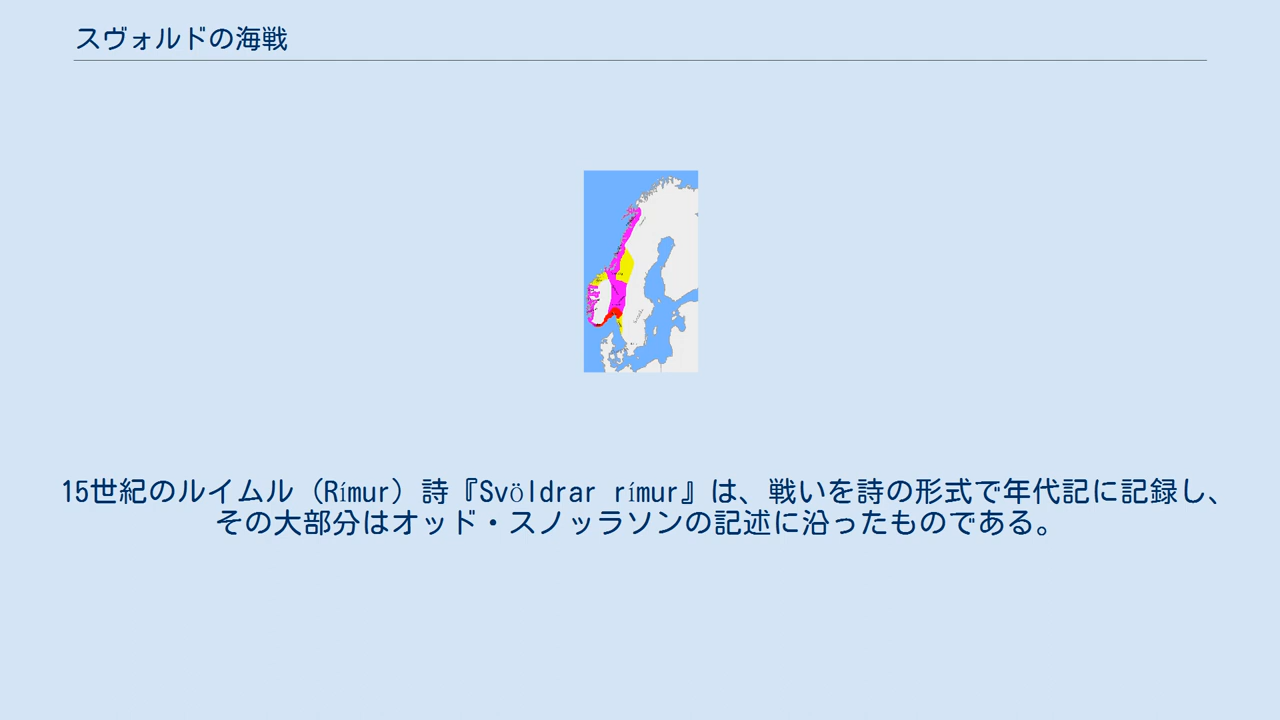 スヴォルドの海戦
15世紀のルイムル（Rímur）詩『Svöldrar rímur』は、戦いを詩の形式で年代記に記録し、
その大部分はオッド・スノッラソンの記述に沿ったものである。